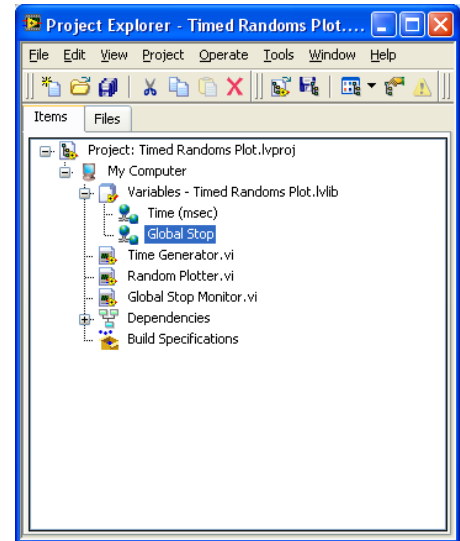 Project Explorer - Timed Randoms Plot....
File Edit View Project Operate Tools Window Help
Items Files
Project: Timed Randoms Plot.lvproj
My Computer
Variables - Timed Randoms Plot.lvlib
Time (msec)
Global Stop
Time Generator.vi
Random Plotter.vi
Global Stop Monitor.vi
Dependencies
Build Specifications